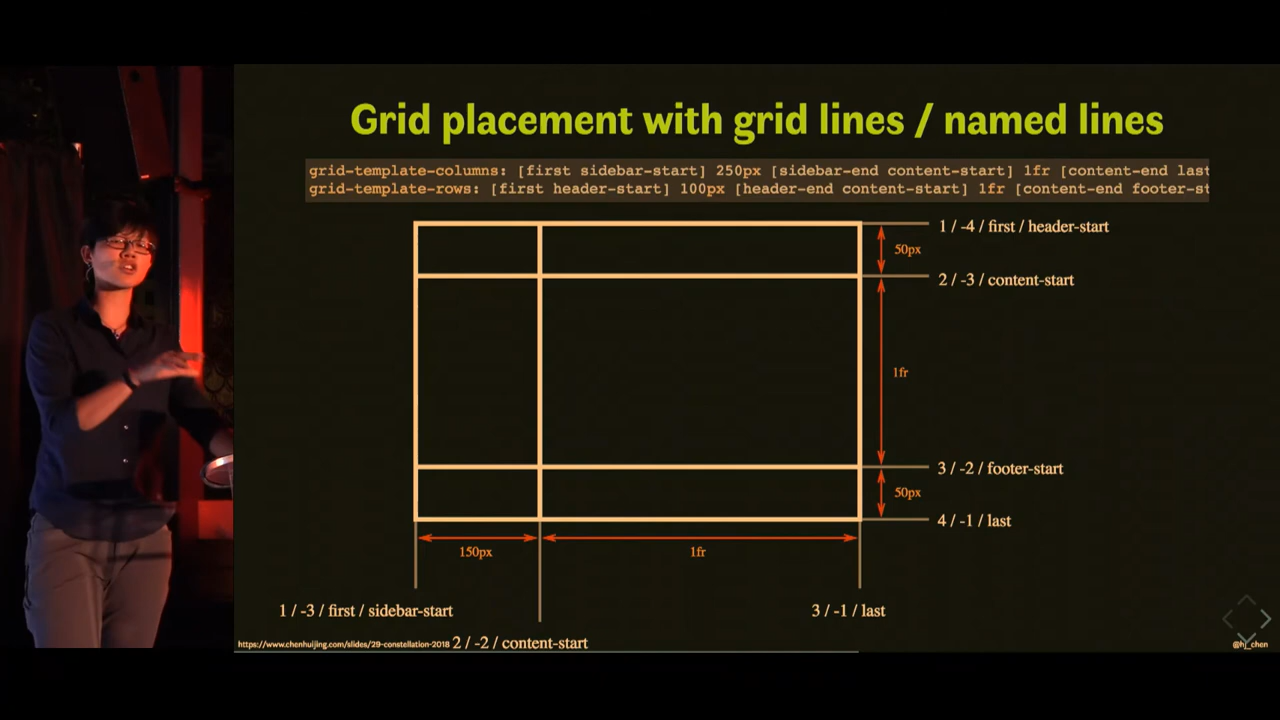 Grid placement with grid lines / named lines
grid-template-columns: [first sidebar-start] 250px [sidebar-end content-start] 1fr [content-end last
grid-template-rows: [first header-start] 100px [header-end content-start] 1fr [content-end footer-st
1 / -4 / first / header-start
50px
2 / -3 / content-start
1fr
3 / -2 / footer-start
50px
4 / -1 / last
150px
1fr
1 / -3 / first / sidebar-start
3 / -1 / last
2 / -2 / content-start
https://www.chenhuijing.com/slides/29-constellation-2018
@hj_chen